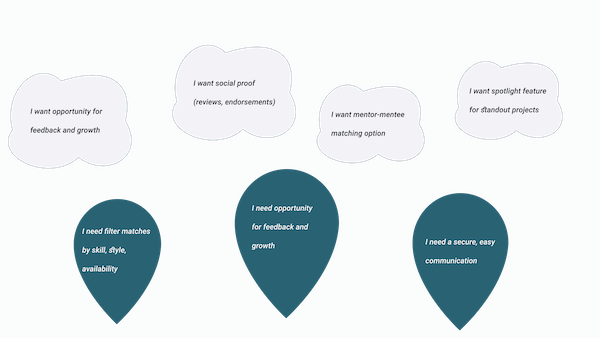 I want opportunity for
feedback and growth
I want social proof
(reviews, endorsements)
I want mentor-mentee
matching option
I want spotlight feature
for standout projects
I need filter matches
by skill, style,
availability
I need opportunity
for feedback and
growth
I need a secure, easy
communication